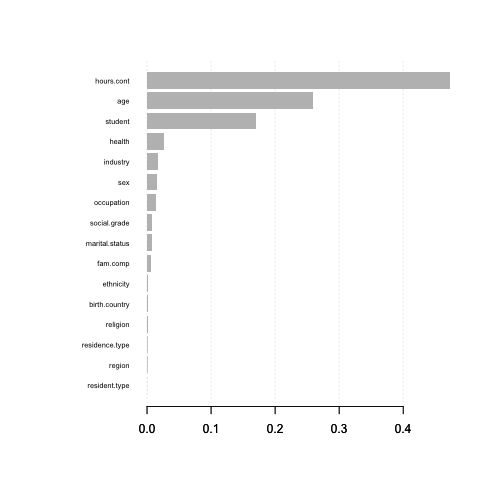 hours.cont
age
student
health
industry
sex
occupation
social.grade
marital.status
fam.comp
ethnicity
birth.country
religion
residence.type
region
resident.type
0.0 0.1 0.2 0.3 0.4